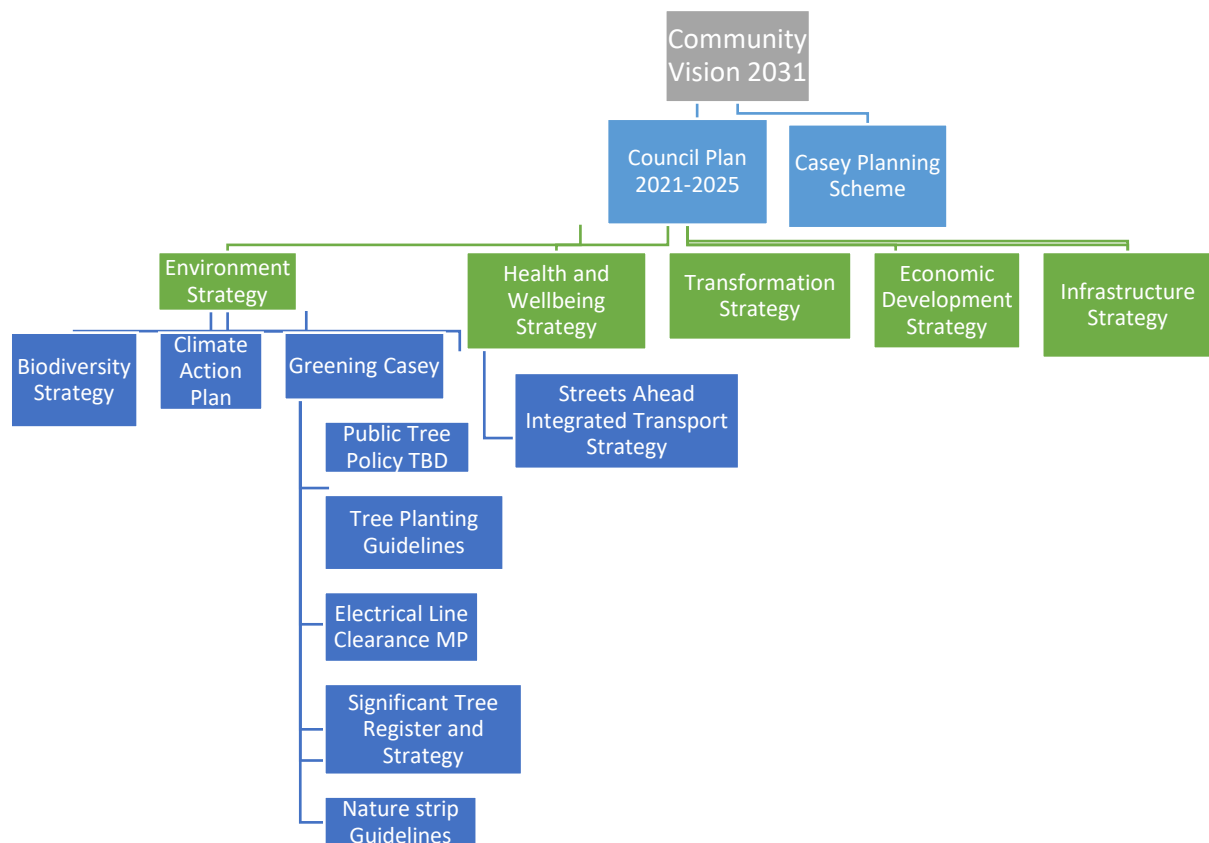 Community
Vision 2031
Council Plan
2021-2025
Casey Planning
Scheme
Environment
Strategy
Health and
Wellbeing
Strategy
Transformation
Strategy
Economic
Development
Strategy
Infrastructure
Strategy
Biodiversity
Strategy
Climate
Action
Plan
Greening Casey
Streets Ahead
Integrated Transport
Strategy
Public Tree
Policy TBD
Tree Planting
Guidelines
Electrical Line
Clearance MP
Significant Tree
Register and
Strategy
Nature strip
Guidelines